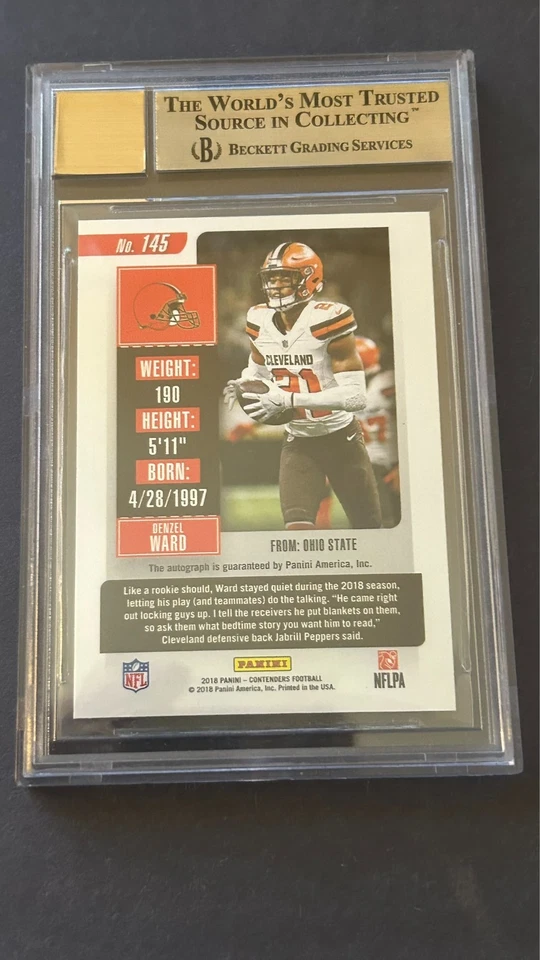 THE WORLD'S MOST TRUSTED
SOURCE IN COLLECTING™
B BECKETT GRADING SERVICES
No. 145
CLEVELAND
21
WEIGHT:
190
HEIGHT:
5'11"
BORN:
4/28/1997
DENZEL
WARD
FROM: OHIO STATE
The autograph is guaranteed by Panini America, Inc.
Like a rookie should, Ward stayed quiet during the 2018 season,
letting his play (and teammates) do the talking. "He came right
out locking guys up. I tell the receivers he put blankets on them,
so ask them what bedtime story you want him to read,"
Cleveland defensive back Jabrill Peppers said.
NFL
PANINI
2018 PANINI – CONTENDERS FOOTBALL
© 2018 Panini America, Inc. Printed in the USA.
NFLPA